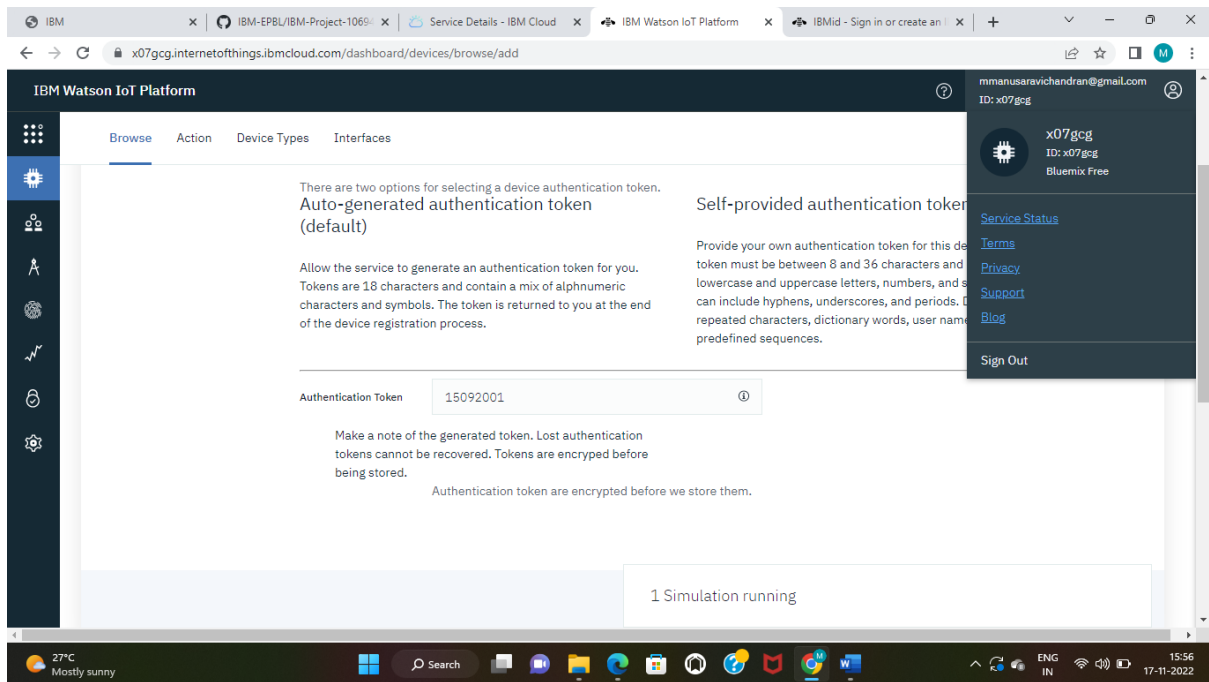 IBM
IBM-EPBL/IBM-Project-10694
Service Details - IBM Cloud
IBM Watson IoT Platform
IBMid - Sign in or create an
x07gcg.internetofthings.ibmcloud.com/dashboard/devices/browse/add
M
IBM Watson IoT Platform
mmanusaravichandran@gmail.com
ID: x07gcg
Browse Action Device Types Interfaces
x07gcg
ID: x07gcg
Bluemix Free
Service Status
Terms
Privacy
Support
Blog
Sign Out
There are two options for selecting a device authentication token.
Auto-generated authentication token
(default)
Allow the service to generate an authentication token for you.
Tokens are 18 characters and contain a mix of alphnumeric
characters and symbols. The token is returned to you at the end
of the device registration process.
Self-provided authentication token
Provide your own authentication token for this de
token must be between 8 and 36 characters and
lowercase and uppercase letters, numbers, and s
can include hyphens, underscores, and periods. D
repeated characters, dictionary words, user name
predefined sequences.
Authentication Token 15092001
Make a note of the generated token. Lost authentication
tokens cannot be recovered. Tokens are encryped before
being stored.
Authentication token are encrypted before we store them.
1 Simulation running
27°C
Mostly sunny
Search
ENG
IN
15:56
17-11-2022